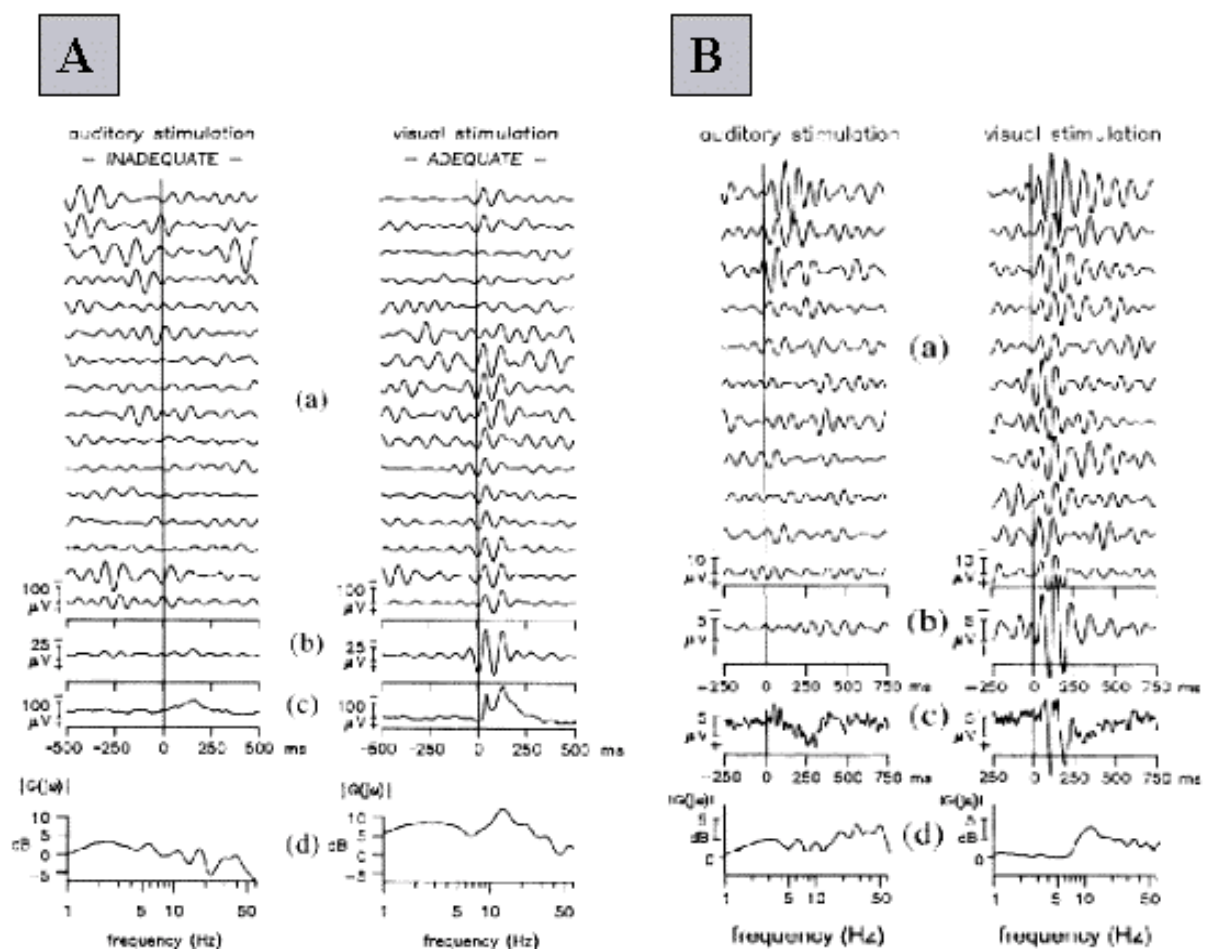 A
B
auditory stimulation
— INADEQUATE —
visual stimulation
— ADEQUATE —
auditory stimulation
visual stimulation
(a)
(a)
100
μV
100
μV
10
μV
10
μV
25
μV
(b)
25
μV
5
μV
(b)
μV
-250 0 250 500 750 ms
-250 0 250 500 750 ms
100
μV
(c)
100
μV
5
μV
(c)
μV
-500 -250 0 250 500 ms
-500 -250 0 250 500 ms
-250 0 250 500 750 ms
250 0 250 500 750 ms
|G(jω)|
|G(jω)|
|G(jω)|
|G(jω)|
10
5
dB
0
-5
(d)
10
5
dB
0
-5
5
dB
0
(d)
5
dB
0
1 5 10 50
1 5 10 50
1 5 10 50
1 5 10 50
frequency (Hz)
frequency (Hz)
frequency (Hz)
frequency (Hz)